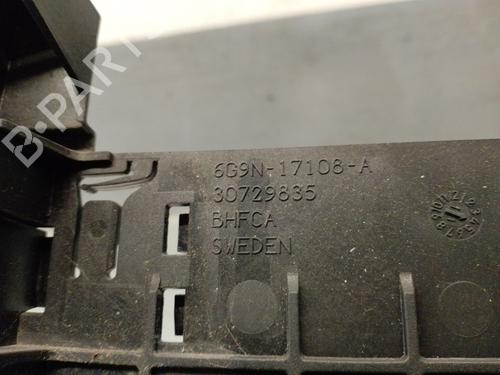 6G9N-17108-A
30729835
BHFCA
SWEDEN
B-PARTS